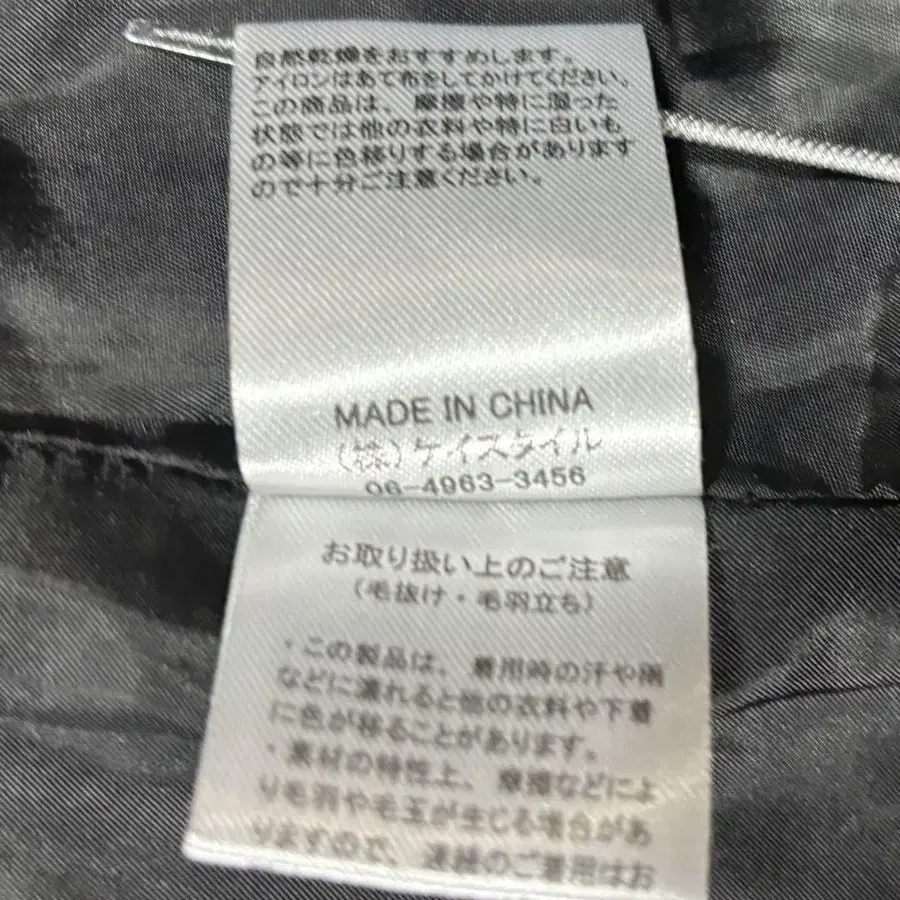 自然乾燥をおすすめします。
アイロンはあて布をしてかけてください。
この商品は、摩擦や特に湿った
状態では他の衣料や特に白いも
の等に色移りする場合があります
ので十分ご注意ください。
MADE IN CHINA
(株)ケイスタイル
06-4963-3456
お取り扱い上のご注意
(毛抜け・毛羽立ち)
・この製品は、着用時の汗や雨
などに濡れると他の衣料や下着
に色が移ることがあります。
・素材の特性上、摩擦などによ
り毛羽や毛玉が生じる場合があ
りますので、連続のご着用はお